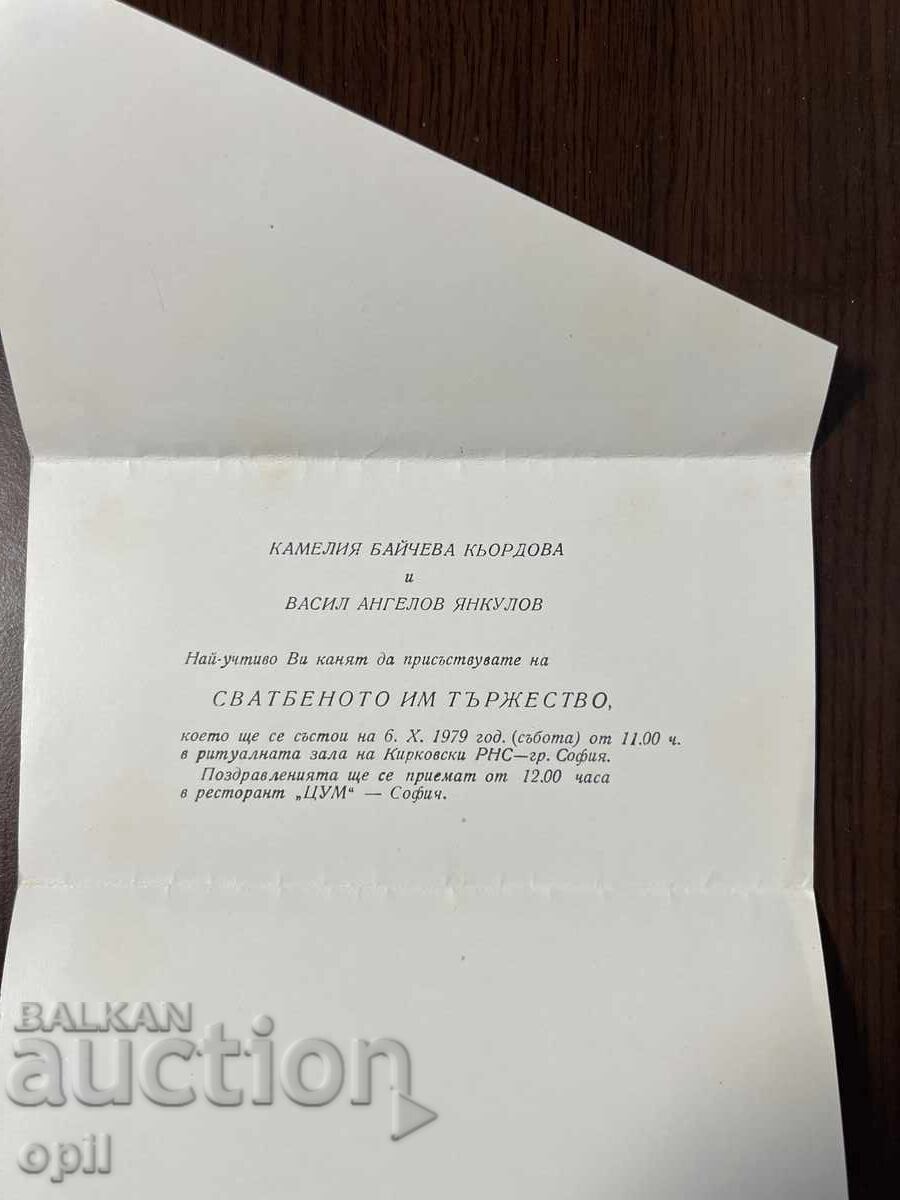 КАМЕЛИЯ БАЙЧЕВА КЬОРДОВА
и
ВАСИЛ АНГЕЛОВ ЯНКУЛОВ
Най-учтиво Ви канят да присъствувате на
СВАТБЕНОТО ИМ ТЪРЖЕСТВО,
което ще се състои на 6. X. 1979 год. (събота) от 11.00 ч.
в ритуалната зала на Кирковски РНС—гр. София.
Поздравленията ще се приемат от 12.00 часа
в ресторант „ЦУМ“ — София.
BALKAN
auction
opil